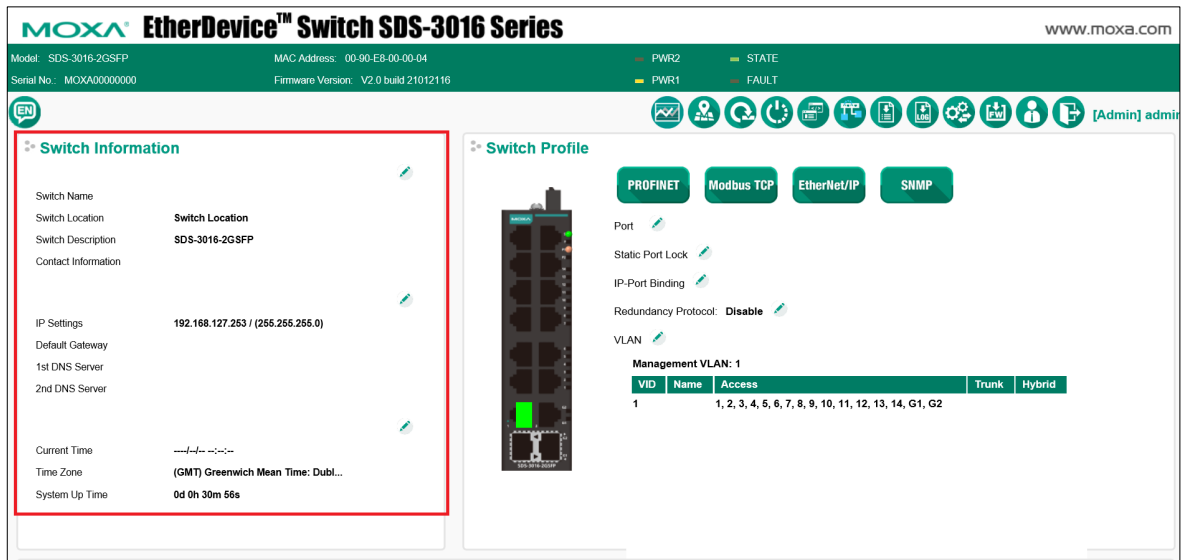 MOXA® EtherDevice™ Switch SDS-3016 Series
www.moxa.com
Model: SDS-3016-2GSFP MAC Address: 00-90-E8-00-00-04 PWR2 STATE
Serial No.: MOXA00000000 Firmware Version: V2.0 build 21012116 PWR1 FAULT
EN LOG FW [Admin] admin
Switch Information
Switch Name
Switch Location Switch Location
Switch Description SDS-3016-2GSFP
Contact Information
IP Settings 192.168.127.253 / (255.255.255.0)
Default Gateway
1st DNS Server
2nd DNS Server
Current Time ----/--/-- --:--:--
Time Zone (GMT) Greenwich Mean Time: Dubl...
System Up Time 0d 0h 30m 56s
Switch Profile
MOXA
SDS-3016-2GSFP
PROFINET Modbus TCP EtherNet/IP SNMP
Port
Static Port Lock
IP-Port Binding
Redundancy Protocol: Disable
VLAN
Management VLAN: 1
VID Name Access Trunk Hybrid
1 1, 2, 3, 4, 5, 6, 7, 8, 9, 10, 11, 12, 13, 14, G1, G2